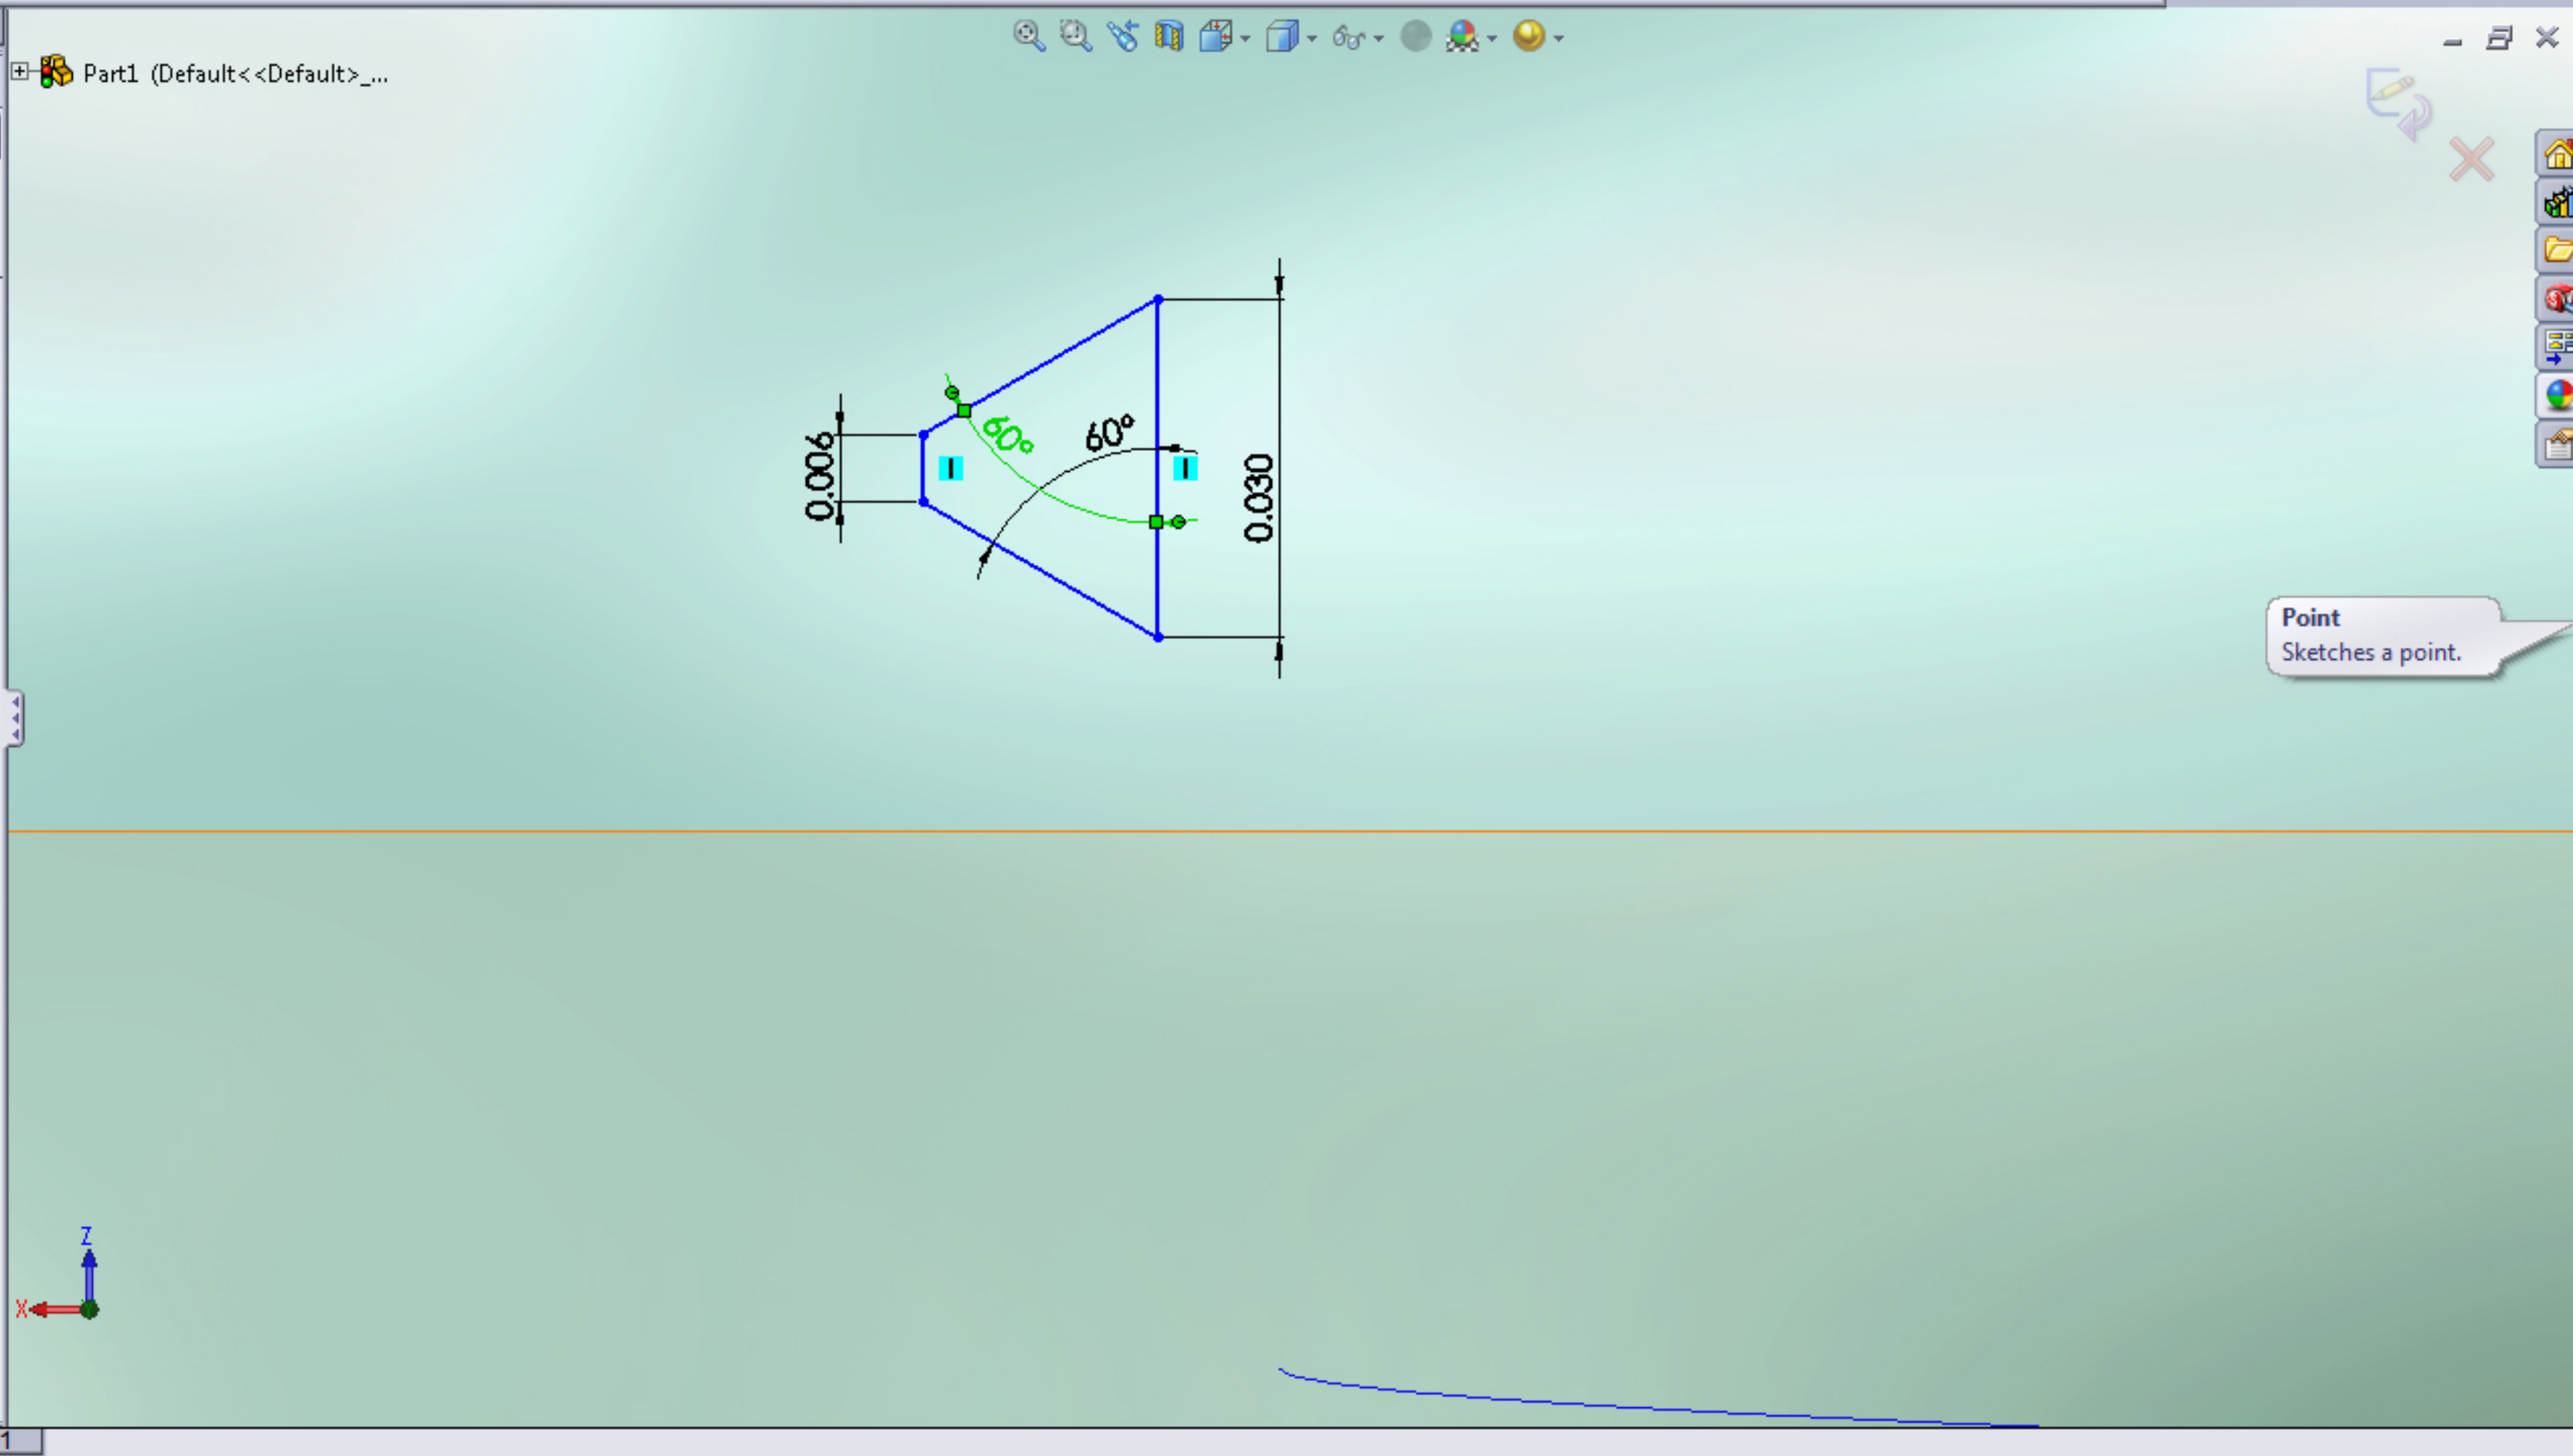 Part1 (Default<<Default>_...
60°
60°
0.006
0.030
Point
Sketches a point.
Z
X
1